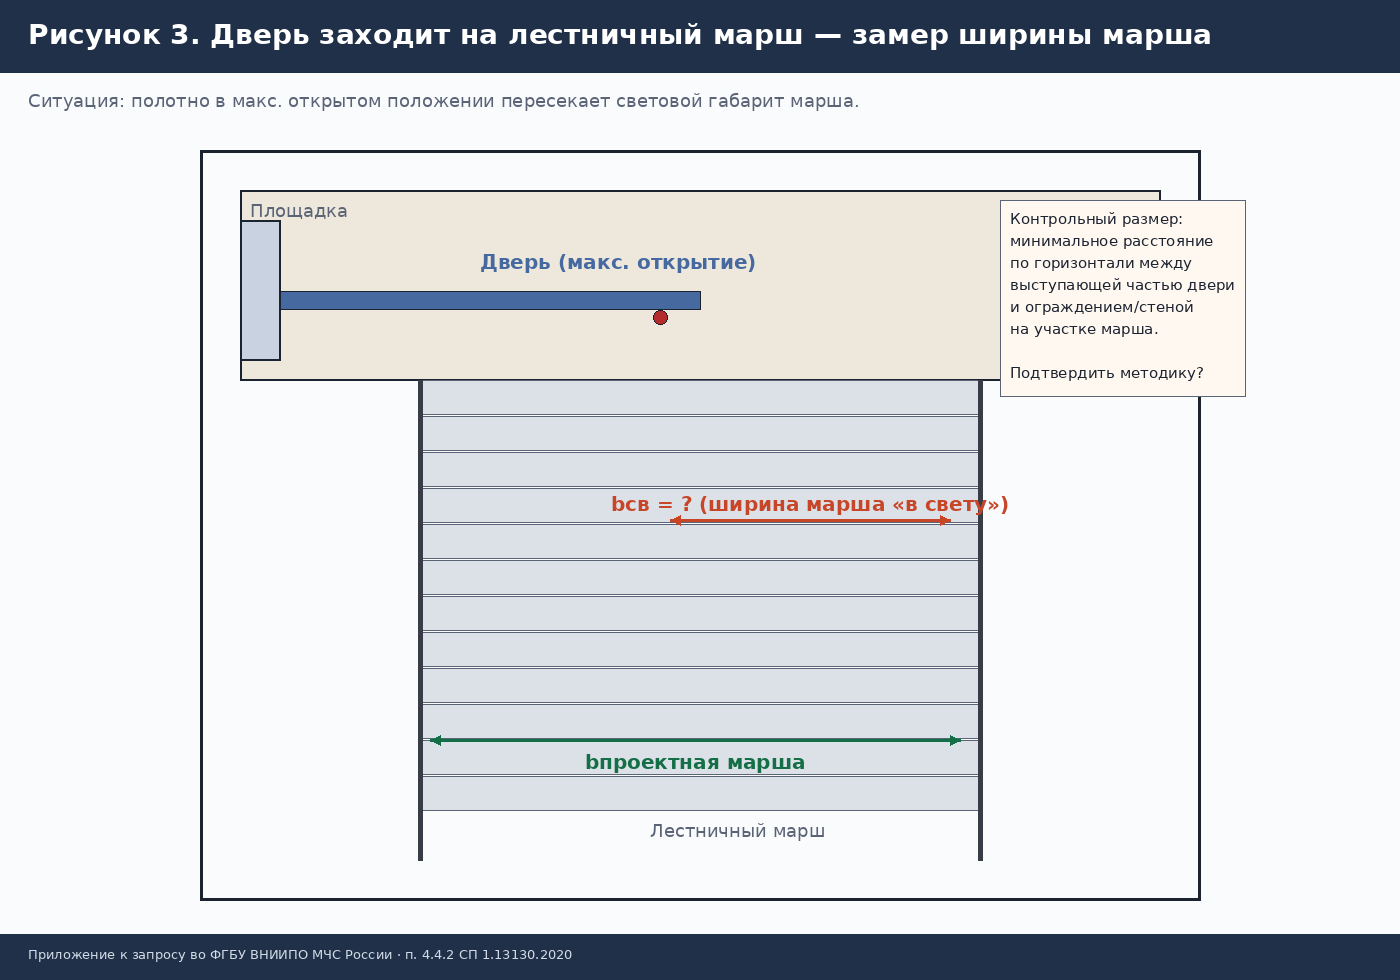 Рисунок 3. Дверь заходит на лестничный марш — замер ширины марша
Ситуация: полотно в макс. открытом положении пересекает световой габарит марша.
Площадка
Дверь (макс. открытие)
Контрольный размер:
минимальное расстояние
по горизонтали между
выступающей частью двери
и ограждением/стеной
на участке марша.
Подтвердить методику?
bсв = ? (ширина марша «в свету»)
bпроектная марша
Лестничный марш
Приложение к запросу во ФГБУ ВНИИПО МЧС России · п. 4.4.2 СП 1.13130.2020